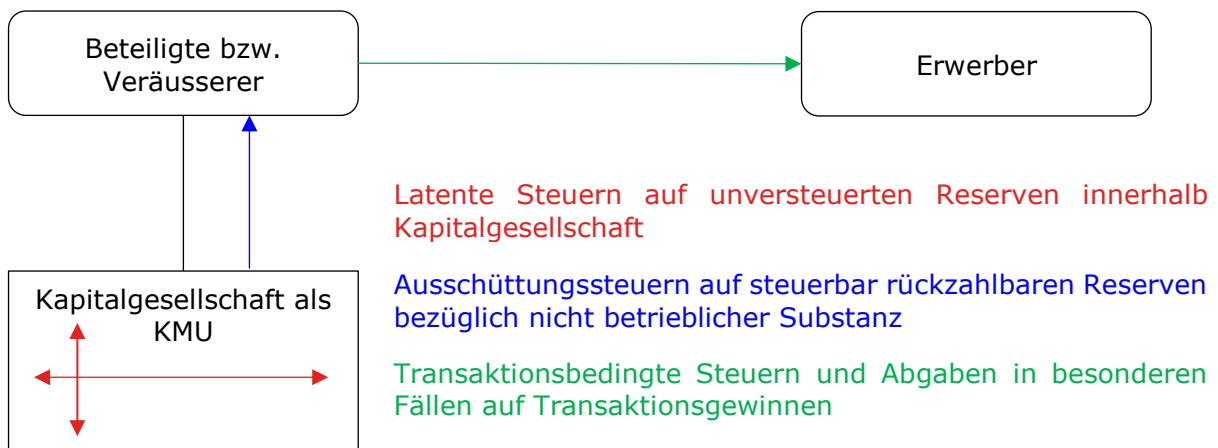 Beteiligte bzw.
Veräusserer
Erwerber
Latente Steuern auf unversteuerten Reserven innerhalb
Kapitalgesellschaft
Ausschüttungssteuern auf steuerbar rückzahlbaren Reserven
bezüglich nicht betrieblicher Substanz
Kapitalgesellschaft als
KMU
Transaktionsbedingte Steuern und Abgaben in besonderen
Fällen auf Transaktionsgewinnen